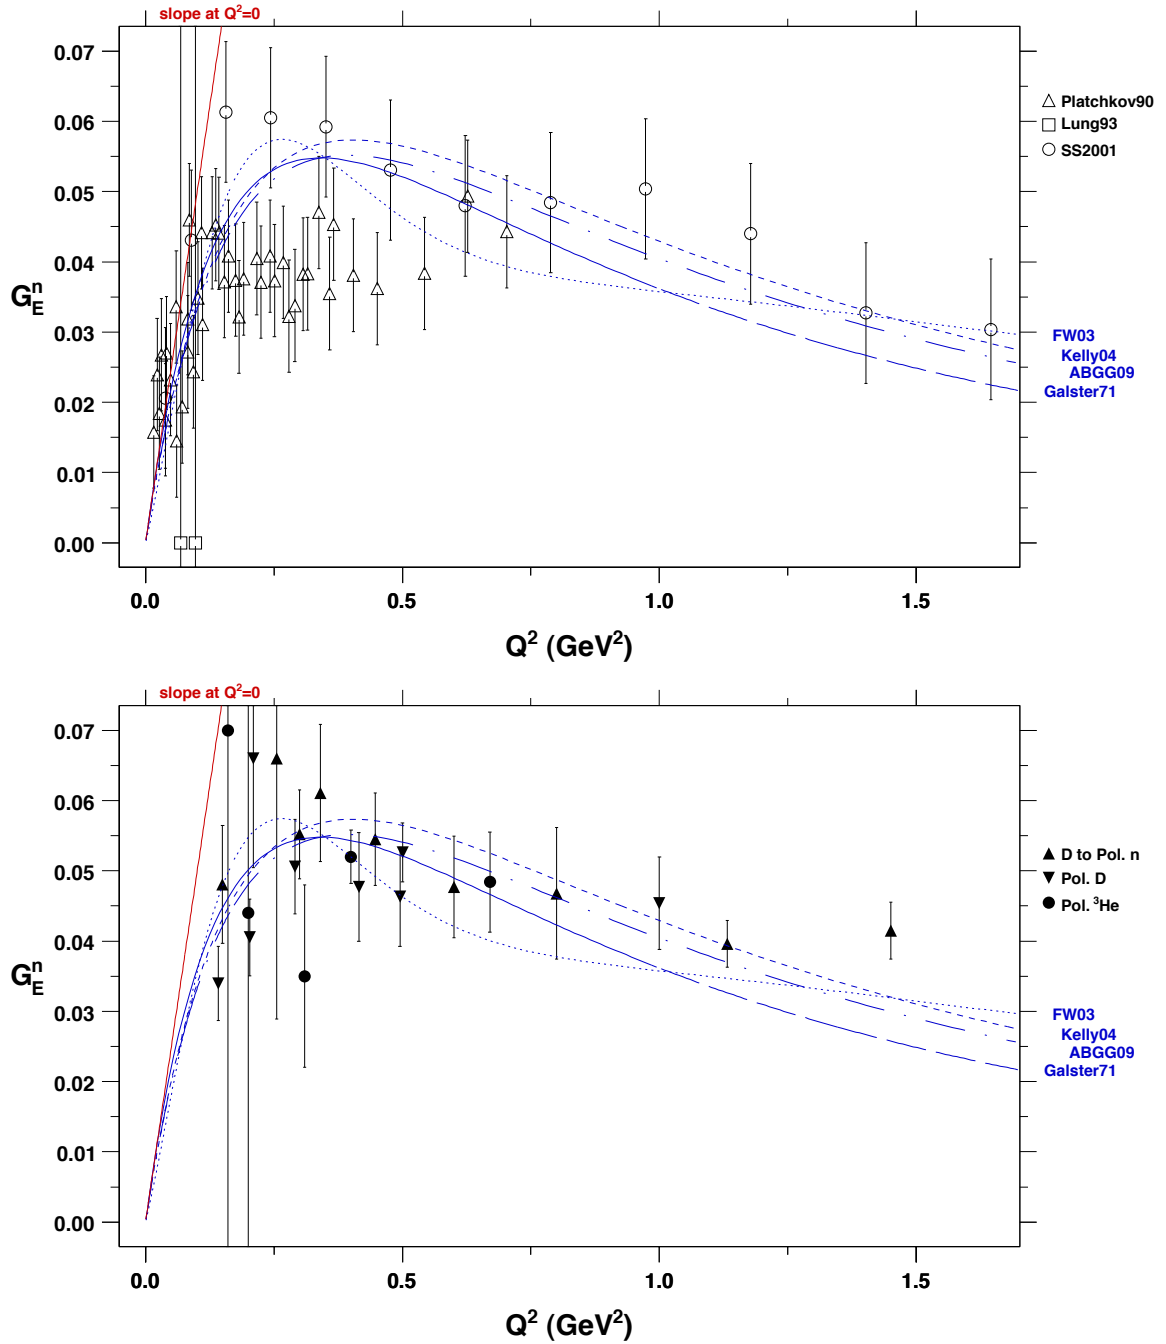 slope at Q²=0
0.07
0.06
0.05
0.04
0.03
0.02
0.01
0.00
G_E^n
0.0 0.5 1.0 1.5
Q² (GeV²)
Platchkov90
Lung93
SS2001
FW03
Kelly04
ABGG09
Galster71
slope at Q²=0
0.07
0.06
0.05
0.04
0.03
0.02
0.01
0.00
G_E^n
0.0 0.5 1.0 1.5
Q² (GeV²)
D to Pol. n
Pol. D
Pol. ³He
FW03
Kelly04
ABGG09
Galster71